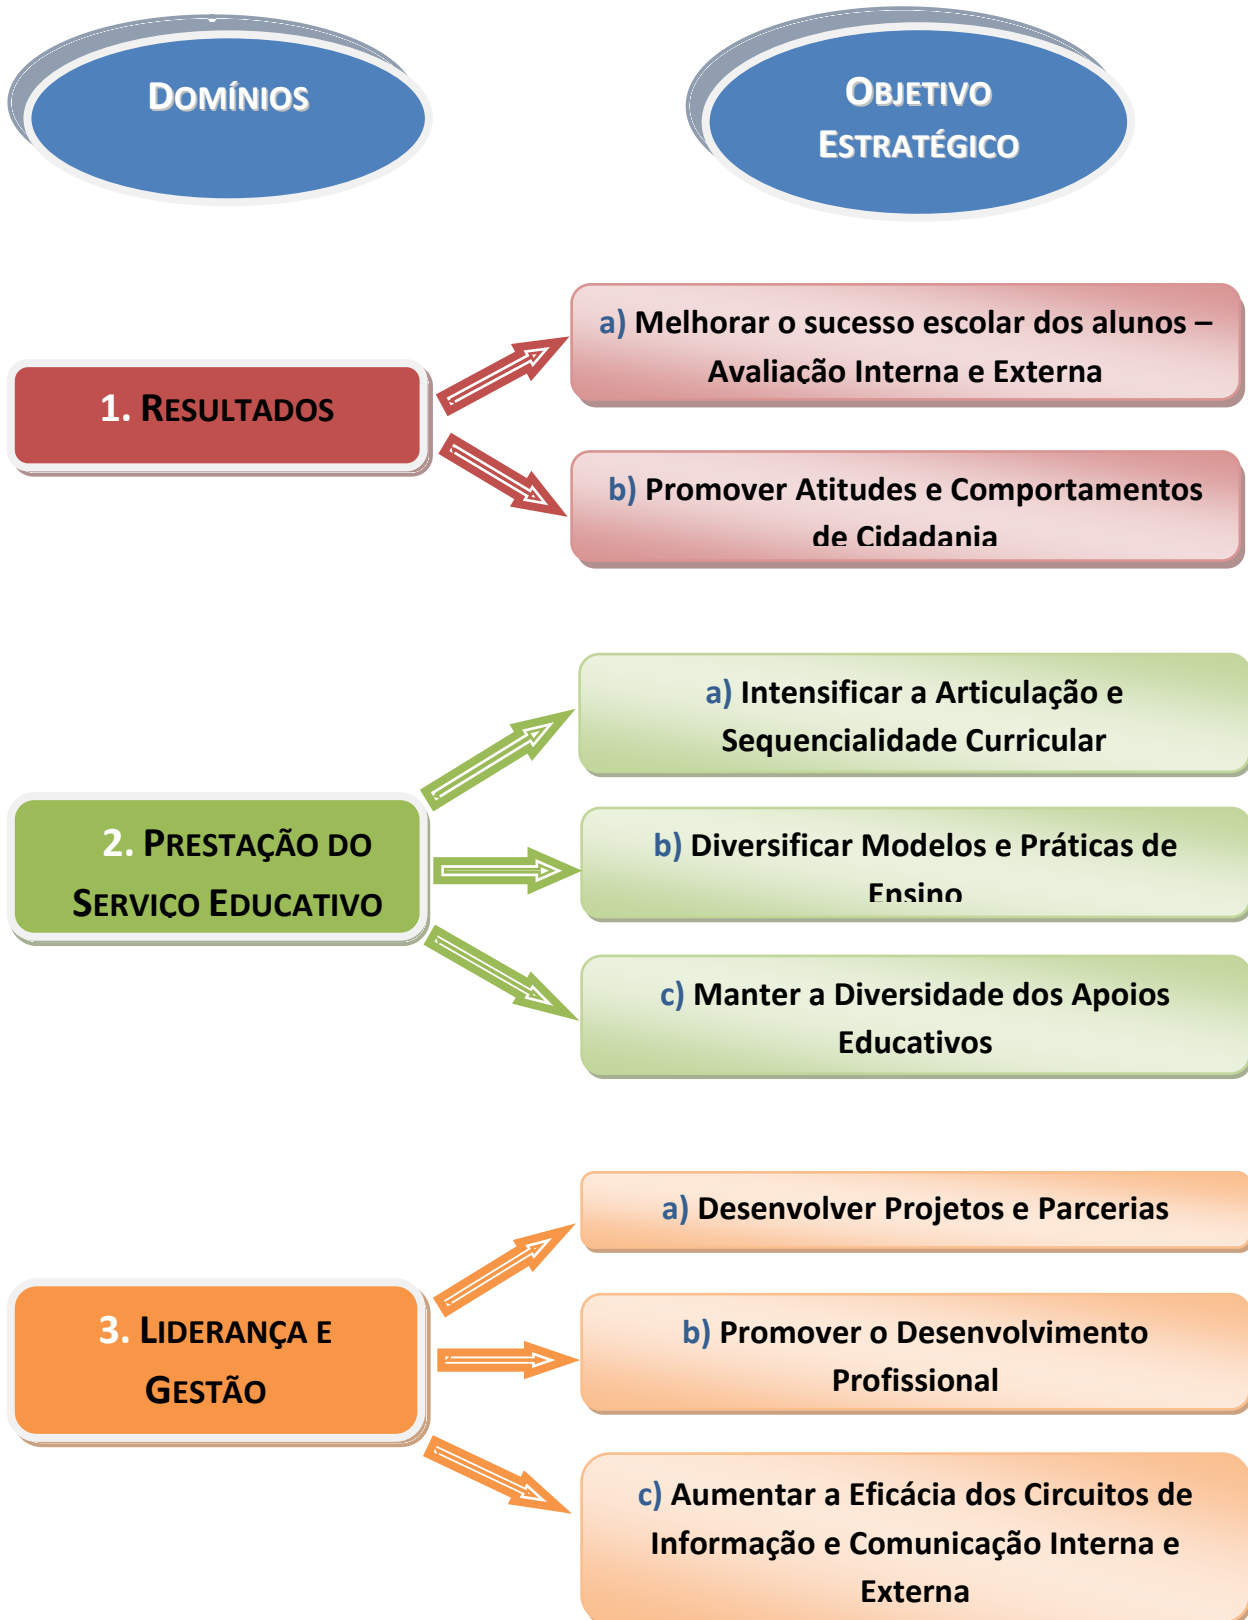 DOMÍNIOS
OBJETIVO
ESTRATÉGICO
1. RESULTADOS
a) Melhorar o sucesso escolar dos alunos –
Avaliação Interna e Externa
b) Promover Atitudes e Comportamentos
de Cidadania
2. PRESTAÇÃO DO
SERVIÇO EDUCATIVO
a) Intensificar a Articulação e
Sequencialidade Curricular
b) Diversificar Modelos e Práticas de
Ensino
c) Manter a Diversidade dos Apoios
Educativos
3. LIDERANÇA E
GESTÃO
a) Desenvolver Projetos e Parcerias
b) Promover o Desenvolvimento
Profissional
c) Aumentar a Eficácia dos Circuitos de
Informação e Comunicação Interna e
Externa